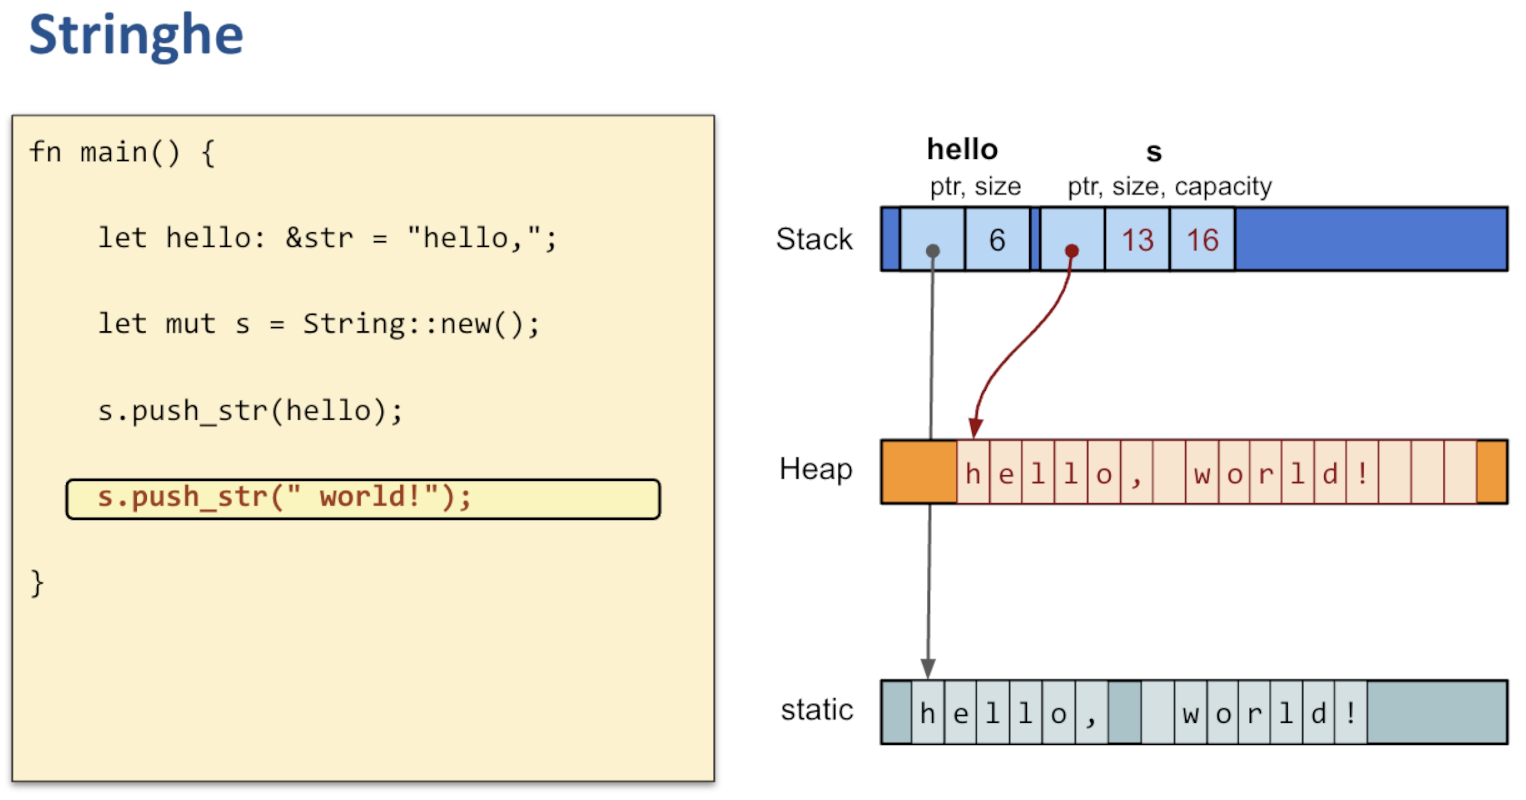 Stringhe
fn main() {
let hello: &str = "hello,";
let mut s = String::new();
s.push_str(hello);
s.push_str(" world!");
}
hello s
ptr, size ptr, size, capacity
Stack 6 13 16
Heap h e l l o , w o r l d !
static h e l l o , w o r l d !